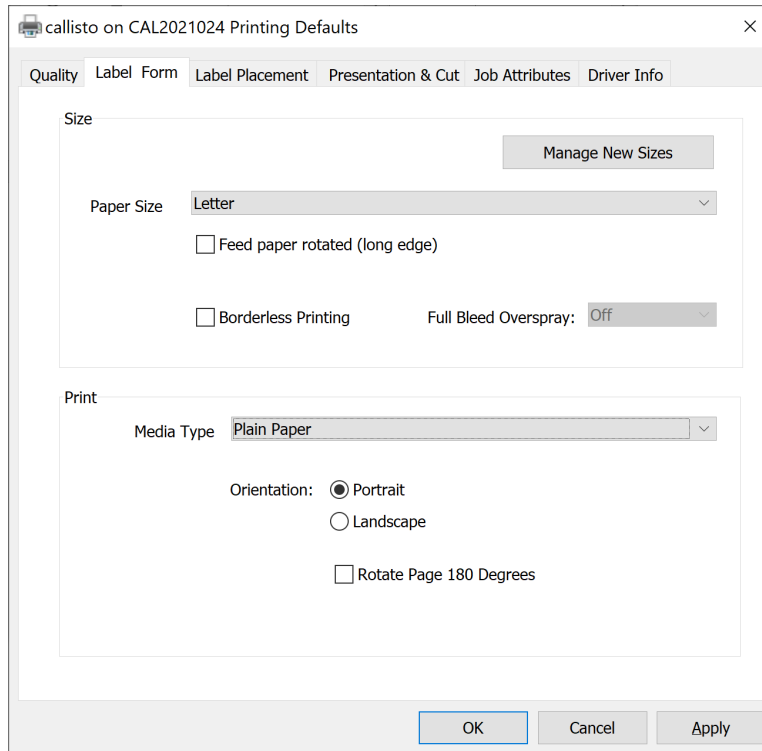 callisto on CAL2021024 Printing Defaults
Quality Label Form Label Placement Presentation & Cut Job Attributes Driver Info
Size
Manage New Sizes
Paper Size Letter
Feed paper rotated (long edge)
Borderless Printing Full Bleed Overspray: Off
Print
Media Type Plain Paper
Orientation: Portrait
Landscape
Rotate Page 180 Degrees
OK Cancel Apply